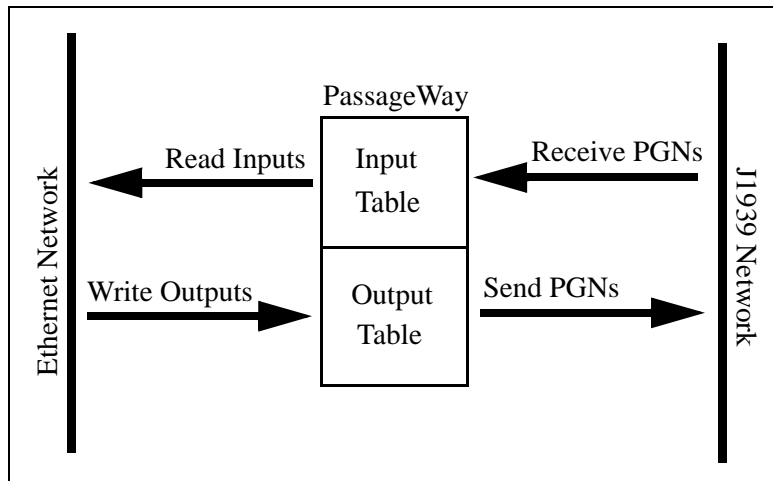 PassageWay
Read Inputs
Input
Table
Receive PGNs
Write Outputs
Output
Table
Send PGNs
Ethernet Network
J1939 Network